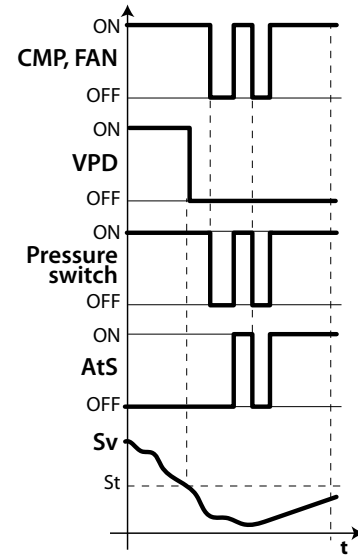 ON
CMP, FAN
OFF
ON
VPD
OFF
ON
Pressure
switch
OFF
ON
AtS
OFF
Sv
St
t